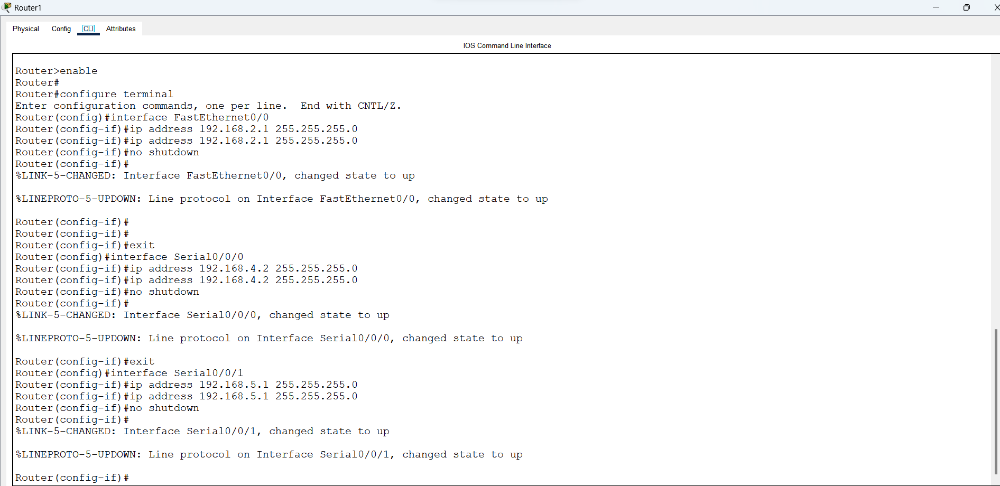 Router1
Physical Config CLI Attributes
IOS Command Line Interface
Router>enable
Router#
Router#configure terminal
Enter configuration commands, one per line.  End with CNTL/Z.
Router(config)#interface FastEthernet0/0
Router(config-if)#ip address 192.168.2.1 255.255.255.0
Router(config-if)#ip address 192.168.2.1 255.255.255.0
Router(config-if)#no shutdown
Router(config-if)#
%LINK-5-CHANGED: Interface FastEthernet0/0, changed state to up
%LINEPROTO-5-UPDOWN: Line protocol on Interface FastEthernet0/0, changed state to up
Router(config-if)#
Router(config-if)#
Router(config-if)#exit
Router(config)#interface Serial0/0/0
Router(config-if)#ip address 192.168.4.2 255.255.255.0
Router(config-if)#ip address 192.168.4.2 255.255.255.0
Router(config-if)#no shutdown
Router(config-if)#
%LINK-5-CHANGED: Interface Serial0/0/0, changed state to up
%LINEPROTO-5-UPDOWN: Line protocol on Interface Serial0/0/0, changed state to up
Router(config-if)#exit
Router(config)#interface Serial0/0/1
Router(config-if)#ip address 192.168.5.1 255.255.255.0
Router(config-if)#ip address 192.168.5.1 255.255.255.0
Router(config-if)#no shutdown
Router(config-if)#
%LINK-5-CHANGED: Interface Serial0/0/1, changed state to up
%LINEPROTO-5-UPDOWN: Line protocol on Interface Serial0/0/1, changed state to up
Router(config-if)#